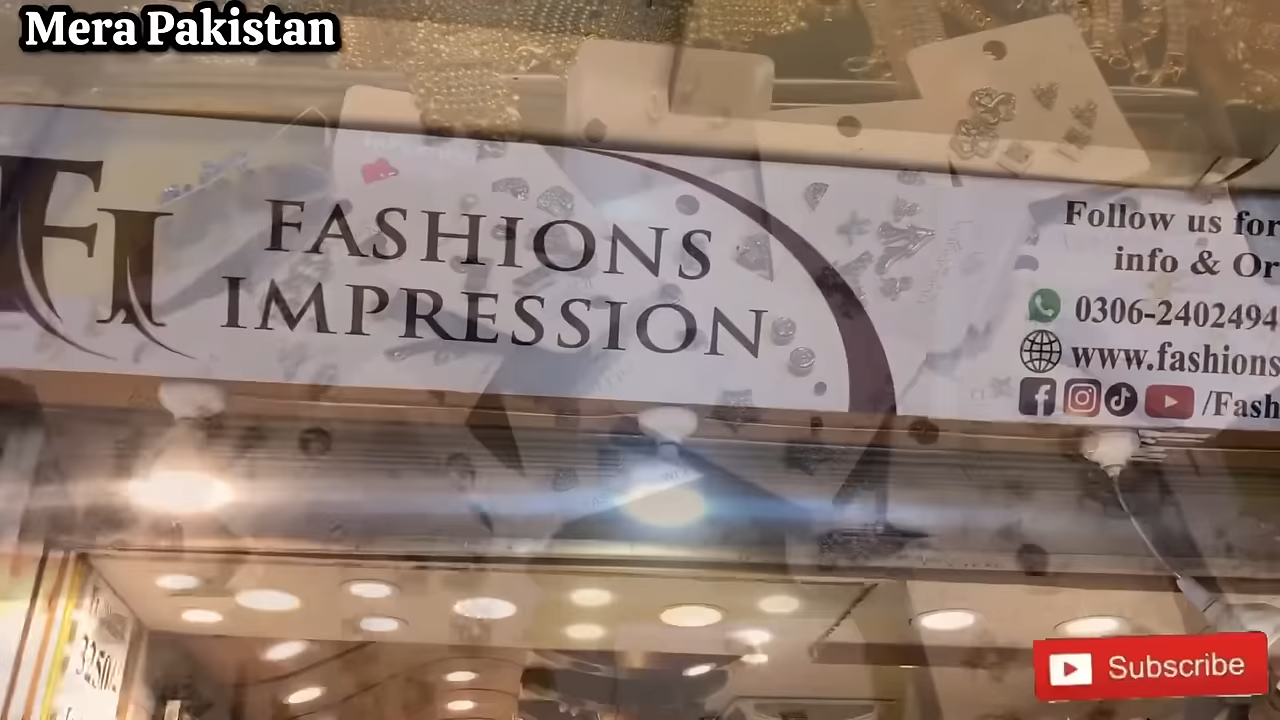 Mera Pakistan
FI
FASHIONS
IMPRESSION
Follow us for
info & Or
0306-2402494
www.fashions
/Fash
Subscribe